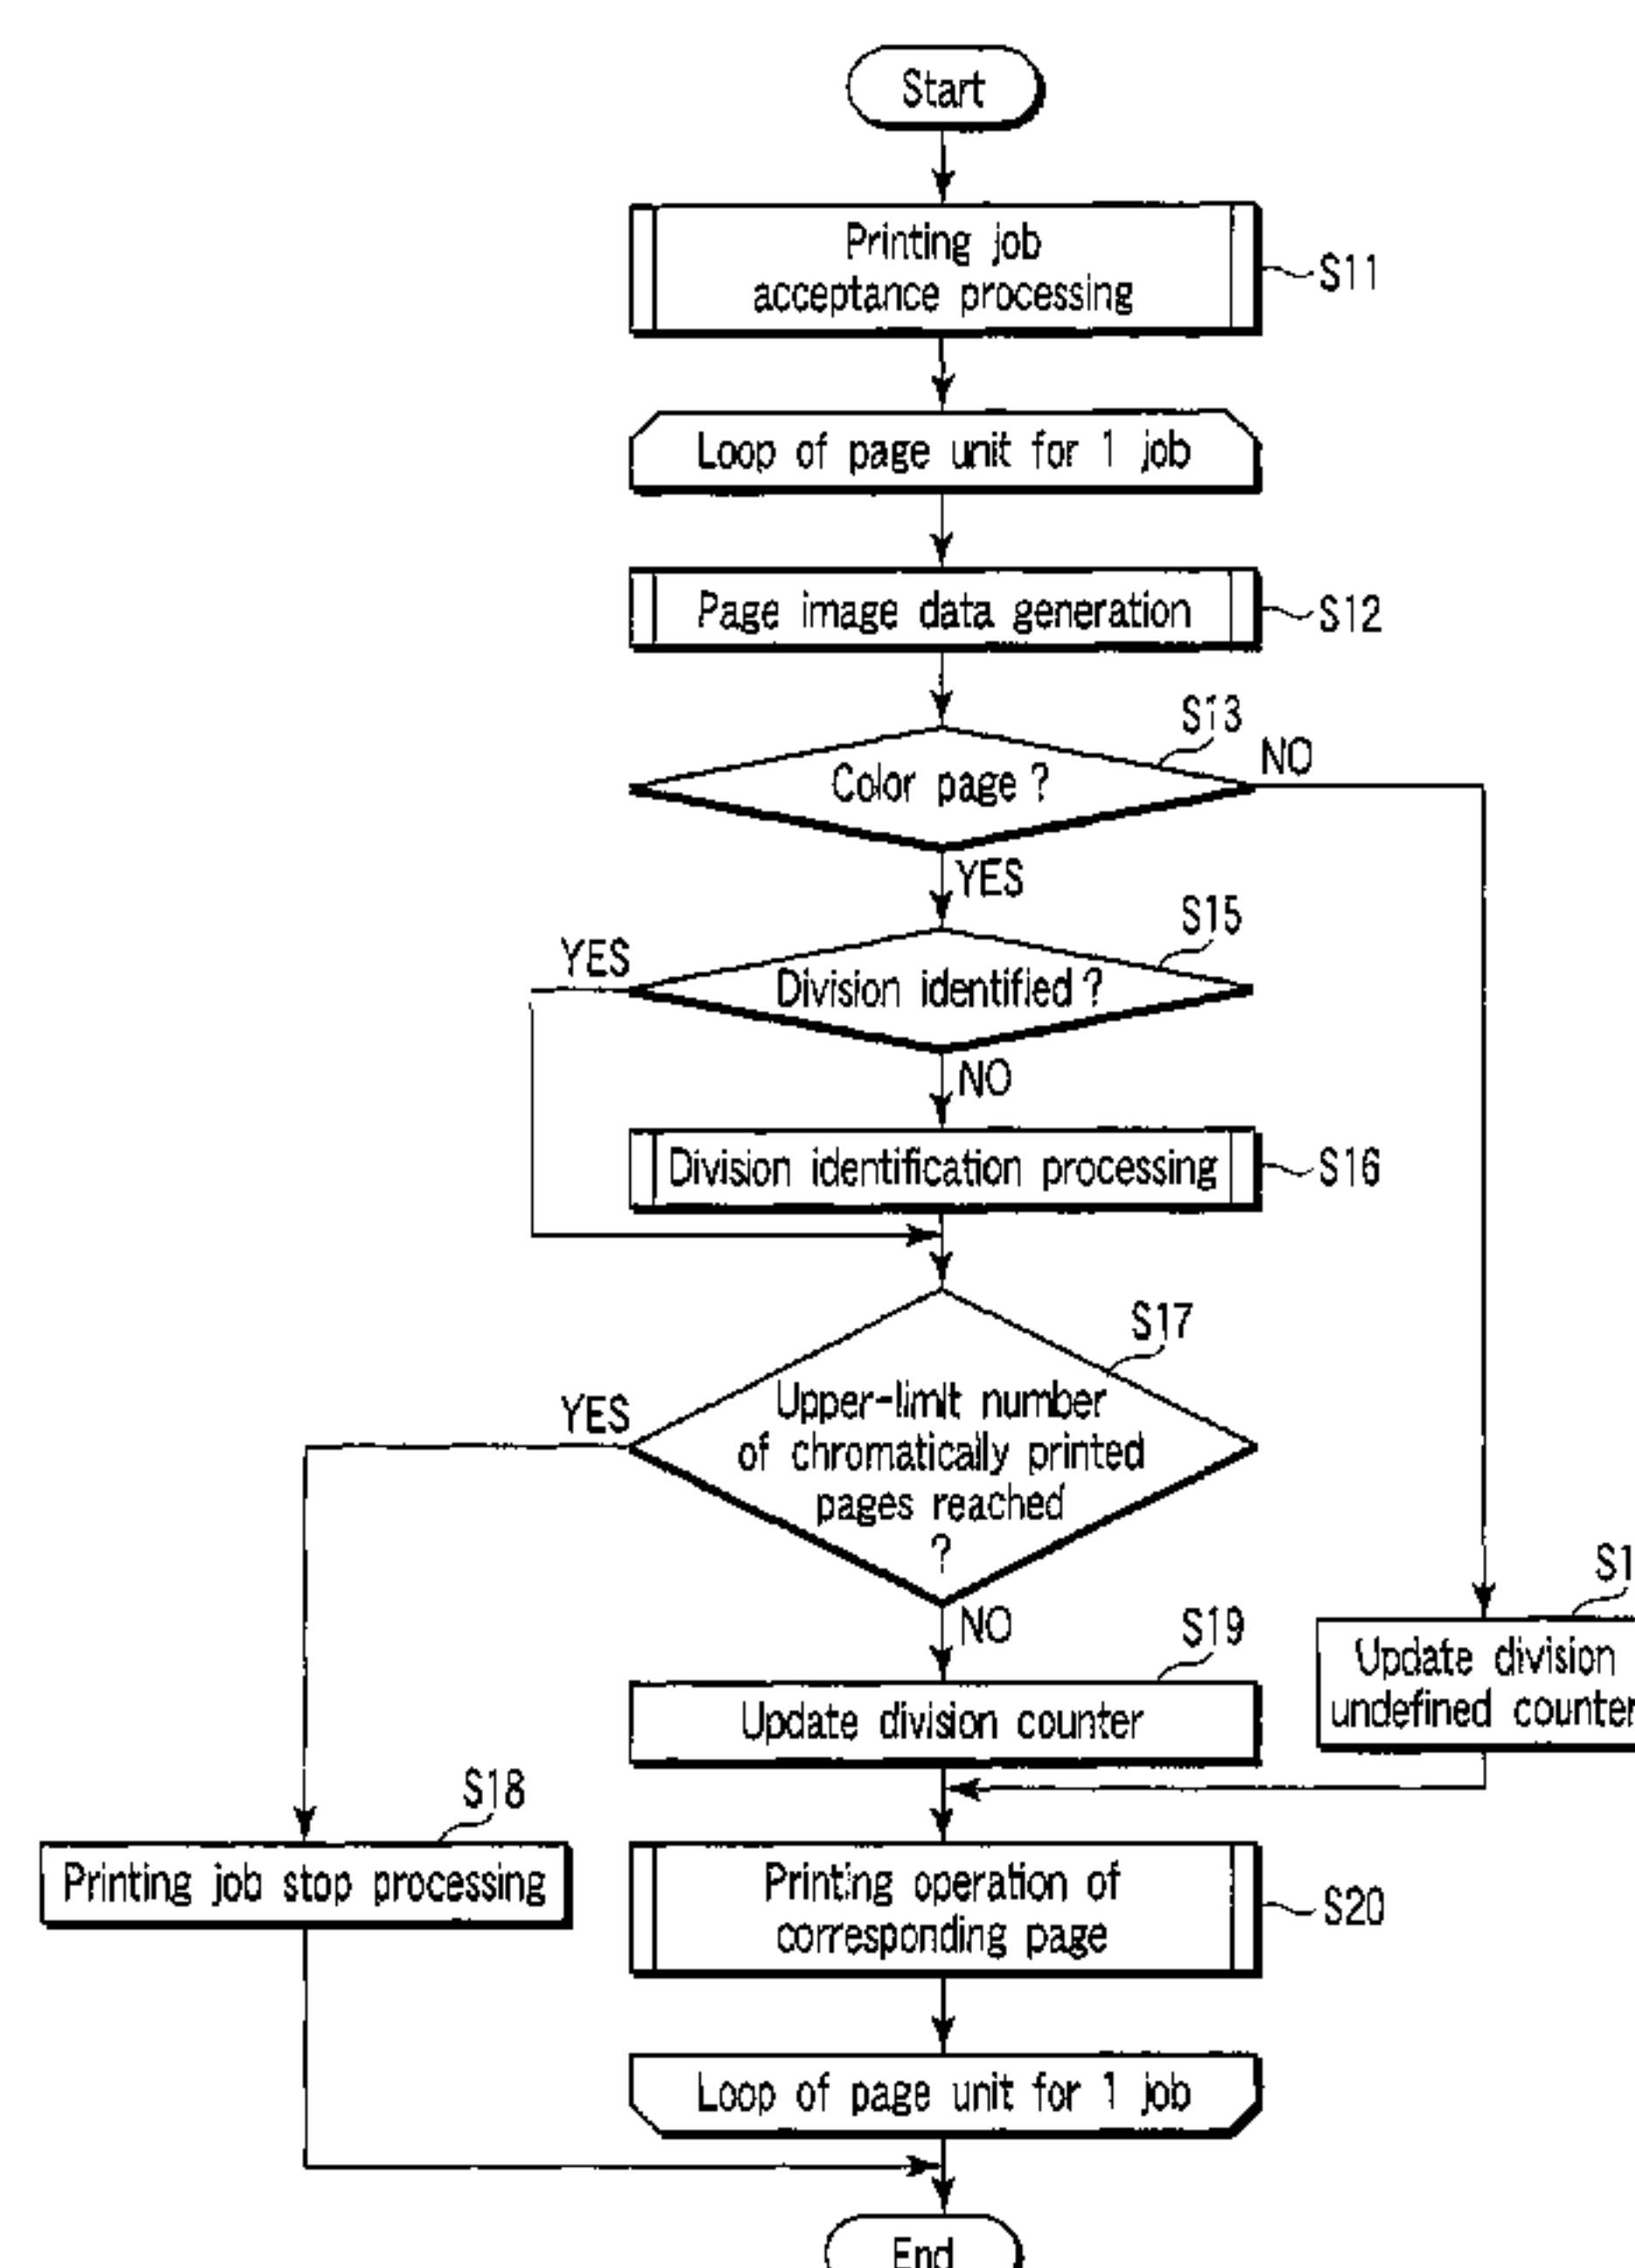 Start
Printing job
acceptance processing
S11
Loop of page unit for 1 job
Page image data generation
S12
S13
Color page ?
NO
YES
S15
YES
Division identified ?
NO
Division identification processing
S16
S17
YES
Upper-limit number
of chromatically printed
pages reached
?
NO
S1
Update division
undefined counter
S19
Update division counter
S18
Printing job stop processing
Printing operation of
corresponding page
S20
Loop of page unit for 1 job
End